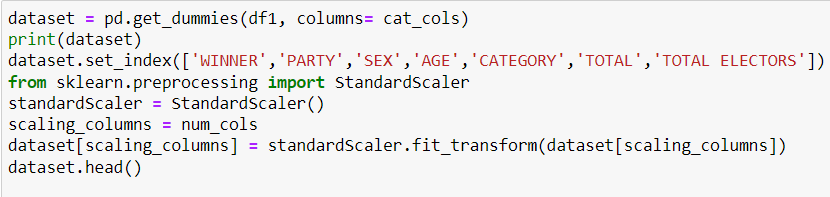 dataset = pd.get_dummies(df1, columns= cat_cols)
print(dataset)
dataset.set_index(['WINNER','PARTY','SEX','AGE','CATEGORY','TOTAL','TOTAL ELECTORS'])
from sklearn.preprocessing import StandardScaler
standardScaler = StandardScaler()
scaling_columns = num_cols
dataset[scaling_columns] = standardScaler.fit_transform(dataset[scaling_columns])
dataset.head()